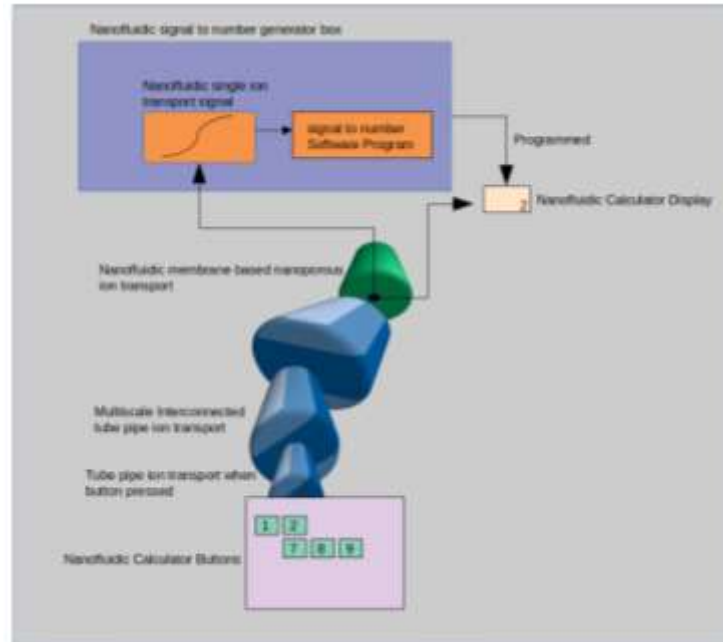 Nanofluidic signal to number generator box
Nanofluidic single ion
transport signal
signal to number
Software Program
Programmed
2
Nanofluidic Calculator Display
Nanofluidic membrane based nanoporous
ion transport
Multiscale Interconnected
tube pipe ion transport
Tube pipe ion transport when
button pressed
1 2
7 8 9
Nanofluidic Calculator Buttons